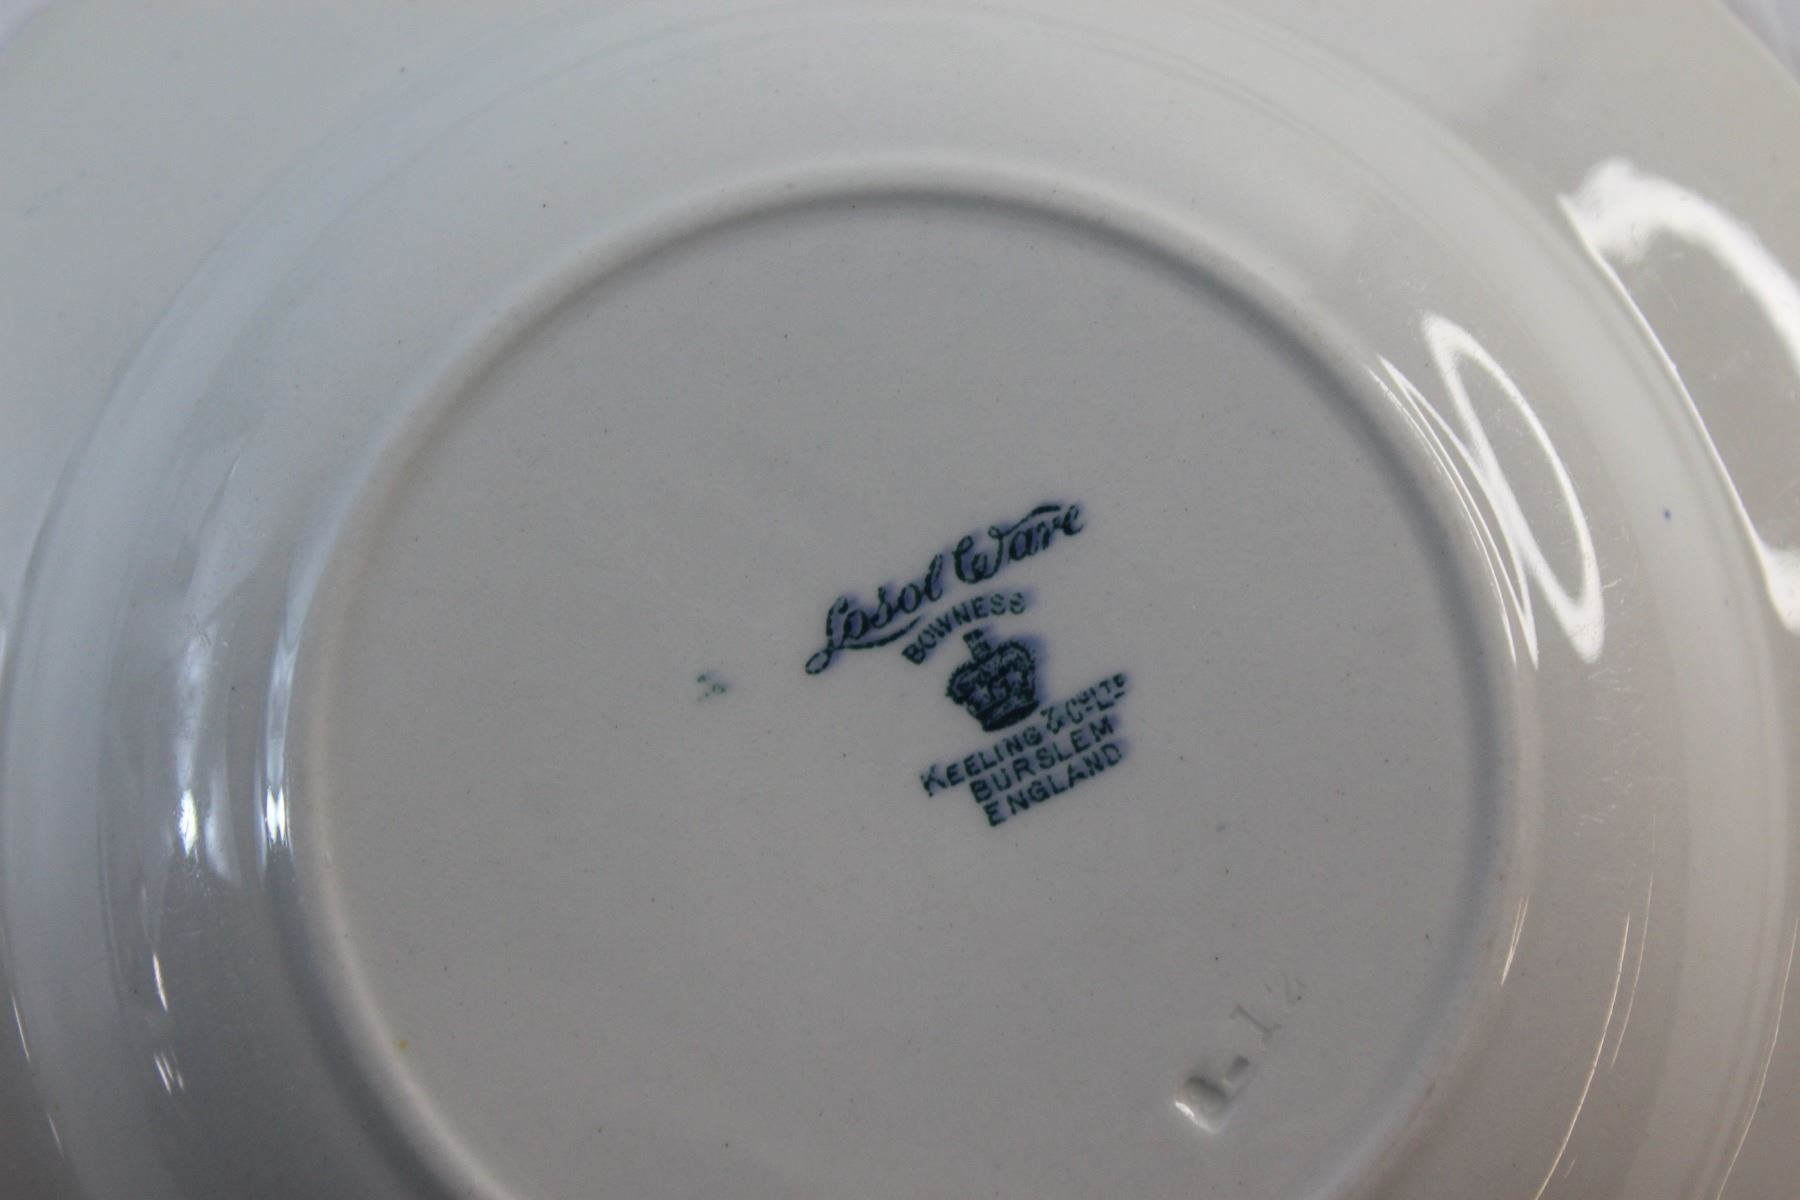 Losol Ware
BOWNESS
KEELING & CO. LTD
BURSLEM
ENGLAND